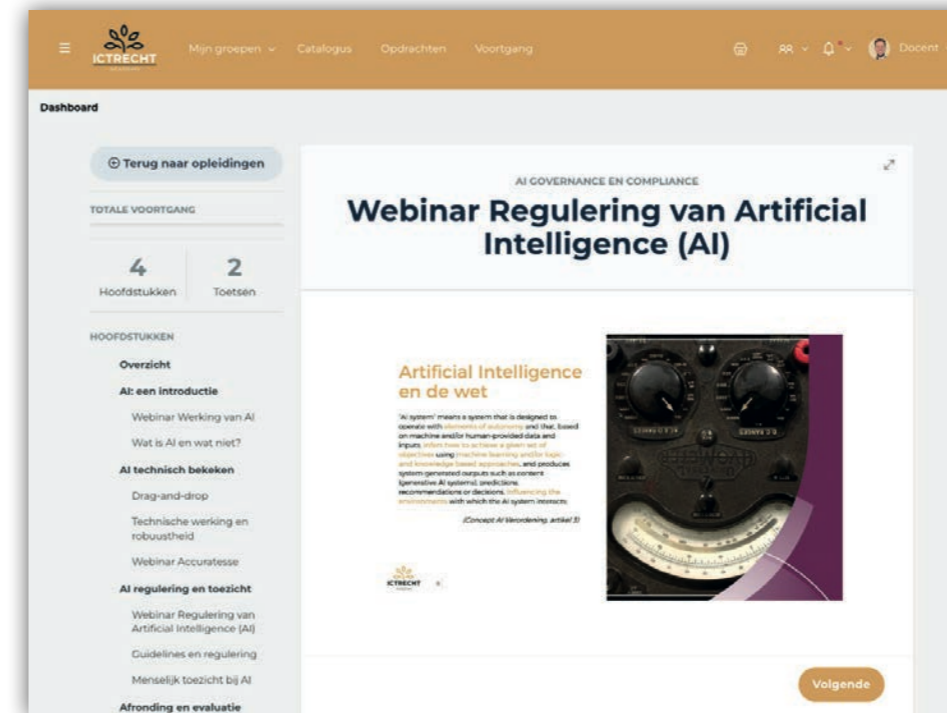 ICTRECHT
Mijn groepen
Catalogus
Opdrachten
Voortgang
Docent
Dashboard
Terug naar opleidingen
TOTALE VOORTGANG
4
Hoofdstukken
2
Toetsen
HOOFDSTUKKEN
Overzicht
AI: een introductie
Webinar Werking van AI
Wat is AI en wat niet?
AI technisch bekeken
Drag-and-drop
Technische werking en
robuustheid
Webinar Accuratesse
AI regulering en toezicht
Webinar Regulering van
Artificial Intelligence (AI)
Guidelines en regulering
Menselijk toezicht bij AI
Afronding en evaluatie
AI GOVERNANCE EN COMPLIANCE
Webinar Regulering van Artificial
Intelligence (AI)
Artificial Intelligence
en de wet
'AI system' means a system that is designed to
operate with elements of autonomy and that, based
on machine and/or human-provided data and
inputs, infers how to achieve a given set of
objectives using machine learning and/or logic-
and knowledge based approaches, and produces
system-generated outputs such as content
(generative AI systems), predictions,
recommendations or decisions, influencing the
environments with which the AI system interacts.
(Concept AI Verordening, artikel 3)
ICTRECHT
Volgende